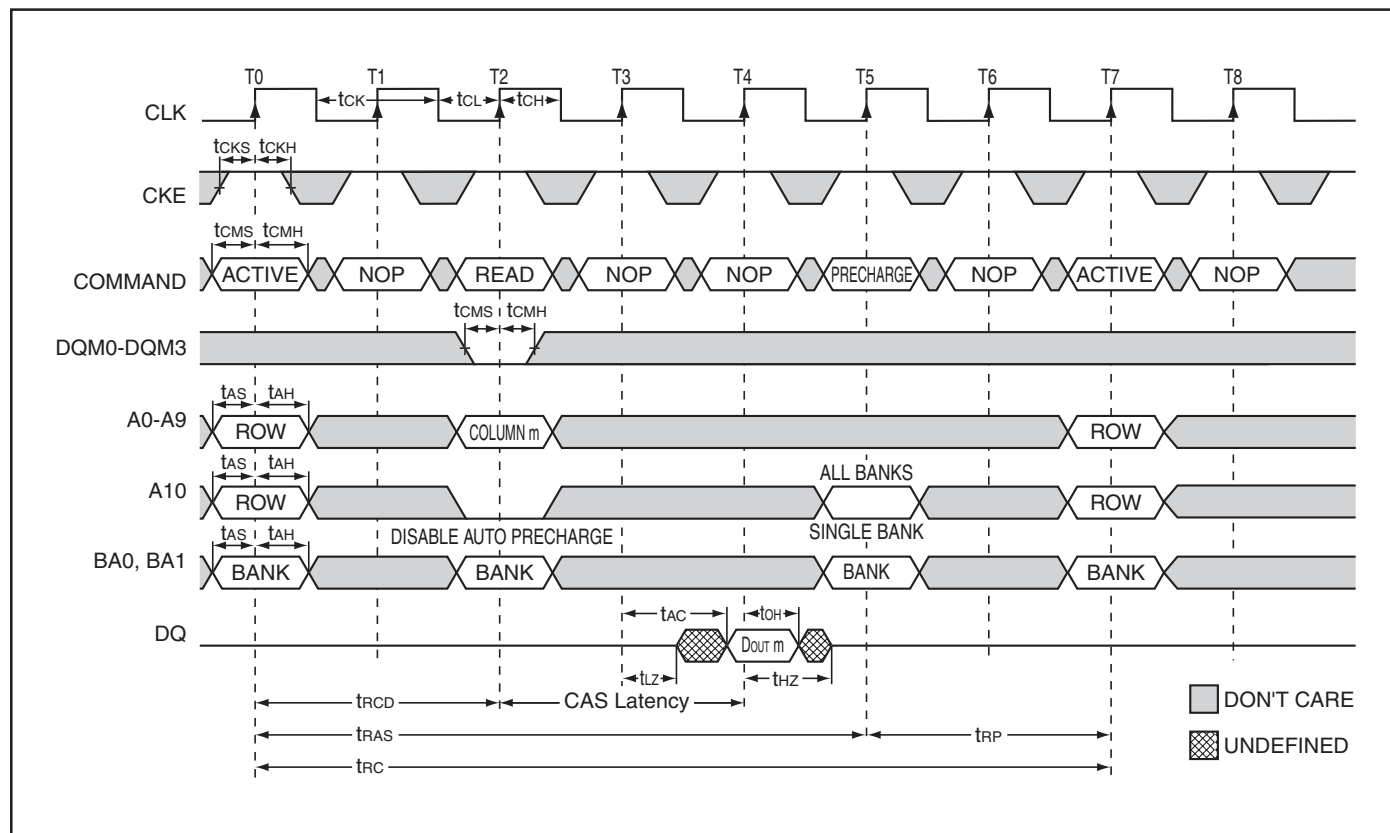 T0 T1 T2 T3 T4 T5 T6 T7 T8
CLK
tCK tCL tCH
tCKS tCKH
CKE
tCMS tCMH
COMMAND
ACTIVE NOP READ NOP NOP PRECHARGE NOP ACTIVE NOP
tCMS tCMH
DQM0-DQM3
tAS tAH
A0-A9
ROW COLUMN m ROW
tAS tAH
ALL BANKS
A10
ROW ROW
DISABLE AUTO PRECHARGE
SINGLE BANK
tAS tAH
BA0, BA1
BANK BANK BANK BANK
tAC tOH
DQ
DOUT m
tLZ tHZ
tRCD CAS Latency
DON'T CARE
tRAS tRP
UNDEFINED
tRC